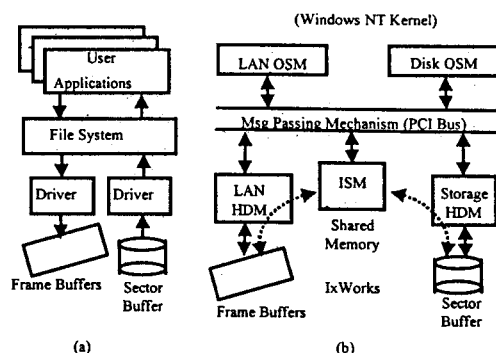 User
Applications
File System
Driver
Driver
Frame Buffers
Sector
Buffer
(a)
(Windows NT Kernel)
LAN OSM
Disk OSM
Msg Passing Mechanism (PCI Bus)
LAN
HDM
ISM
Storage
HDM
Shared
Memory
IxWorks
Frame Buffers
Sector
Buffer
(b)